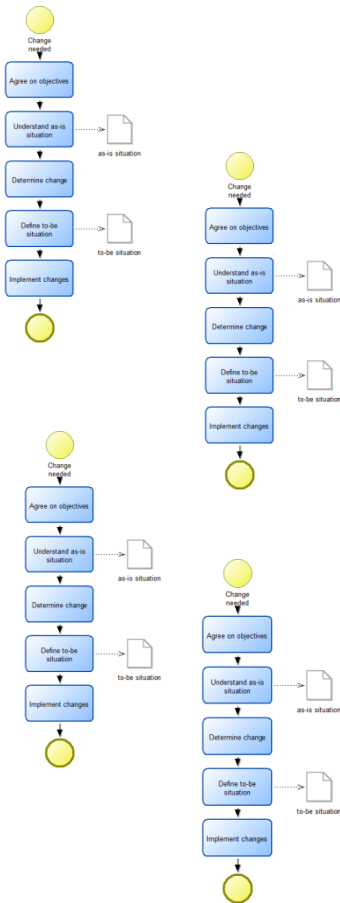 Change
needed
Agree on objectives
Understand as-is
situation
as-is situation
Determine change
Define to-be
situation
to-be situation
Implement changes
Change
needed
Agree on objectives
Understand as-is
situation
as-is situation
Determine change
Define to-be
situation
to-be situation
Implement changes
Change
needed
Agree on objectives
Understand as-is
situation
as-is situation
Determine change
Define to-be
situation
to-be situation
Implement changes
Change
needed
Agree on objectives
Understand as-is
situation
as-is situation
Determine change
Define to-be
situation
to-be situation
Implement changes